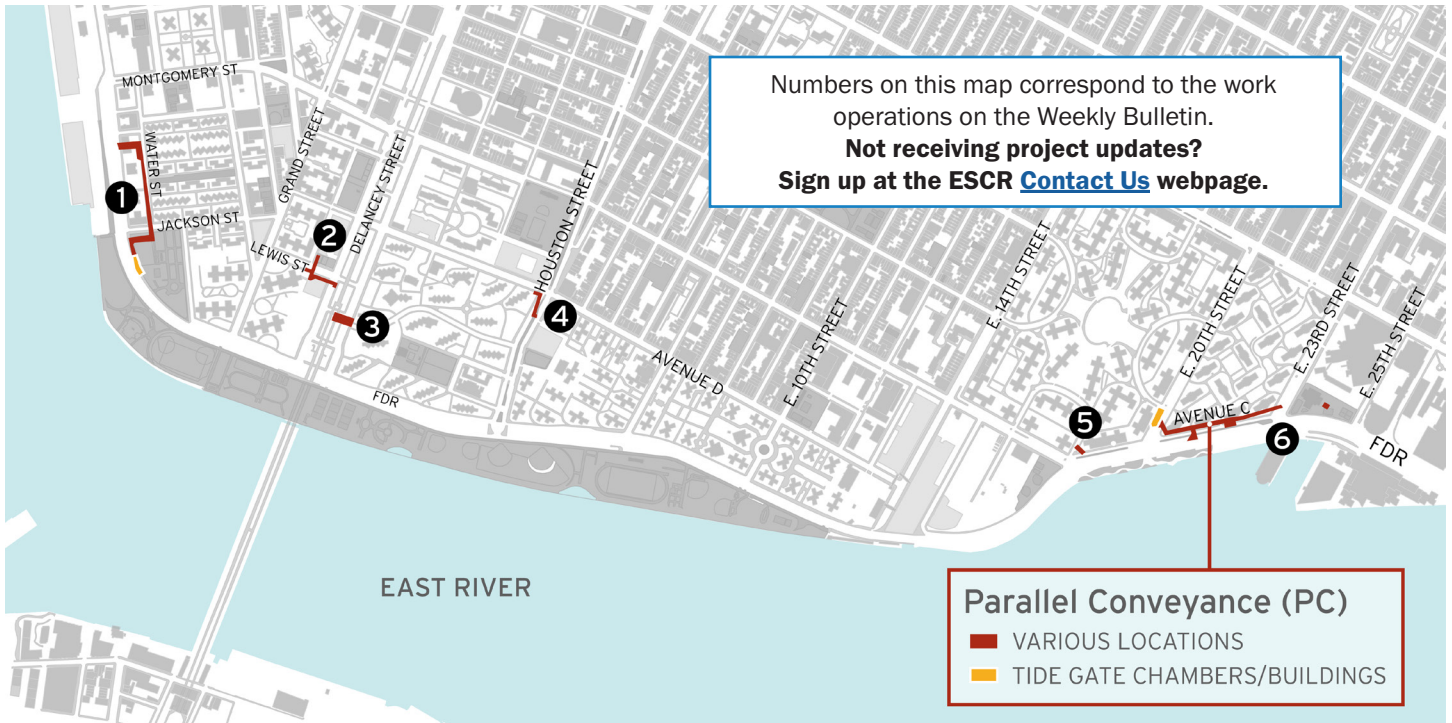 MONTGOMERY ST
WATER ST
JACKSON ST
GRAND STREET
DELANCEY STREET
LEWIS ST
HOUSTON STREET
Numbers on this map correspond to the work
operations on the Weekly Bulletin.
Not receiving project updates?
Sign up at the ESCR Contact Us webpage.
1
2
3
4
5
6
AVENUE D
E. 10TH STREET
E. 14TH STREET
E. 20TH STREET
E. 23RD STREET
E. 25TH STREET
AVENUE C
FDR
FDR
EAST RIVER
Parallel Conveyance (PC)
VARIOUS LOCATIONS
TIDE GATE CHAMBERS/BUILDINGS